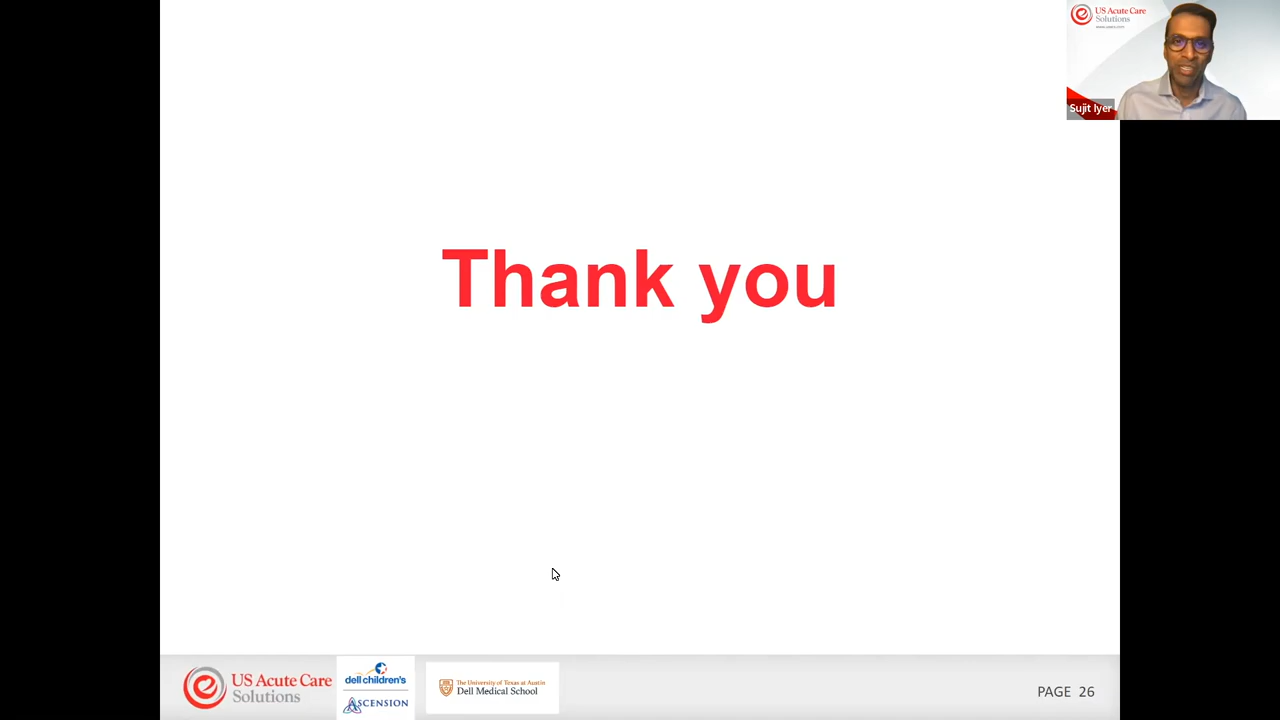 US Acute Care
Solutions
Sujit Iyer
Thank you
US Acute Care
Solutions
dell children's
ASCENSION
The University of Texas at Austin
Dell Medical School
PAGE 26